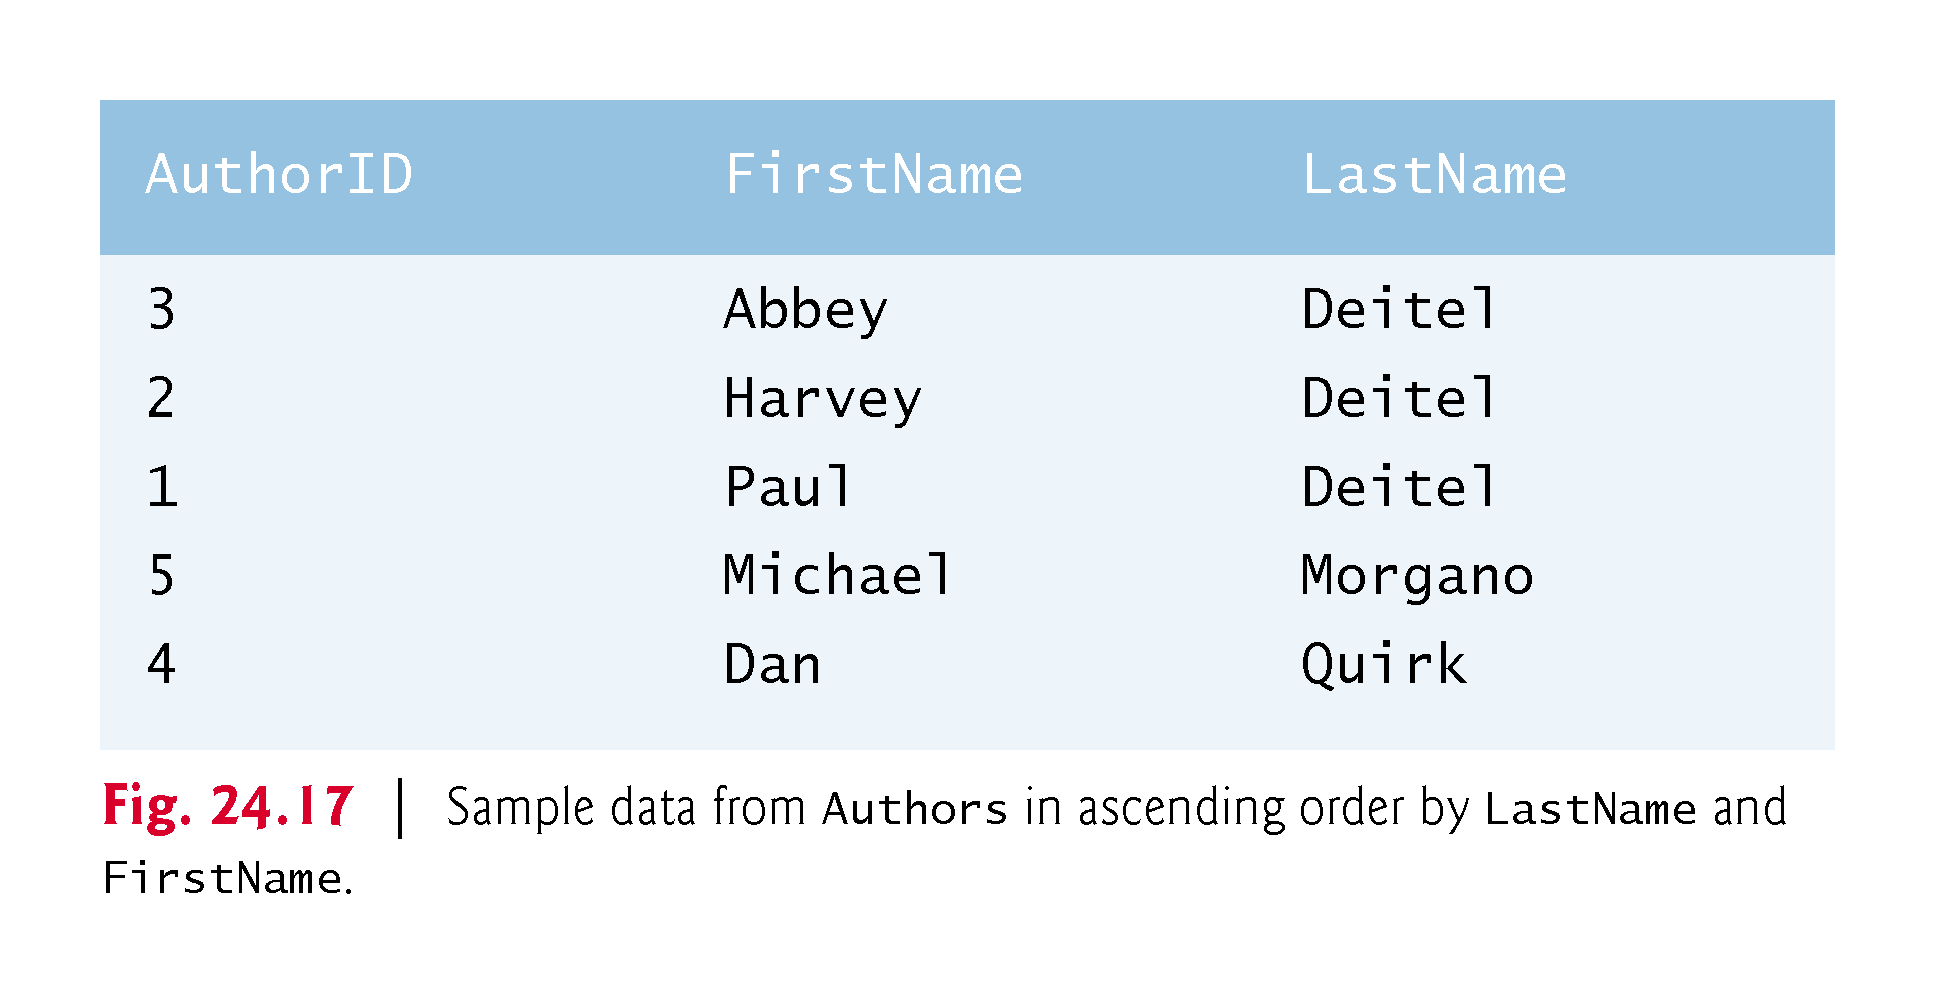 AuthorID FirstName LastName
3 Abbey Deitel
2 Harvey Deitel
1 Paul Deitel
5 Michael Morgano
4 Dan Quirk
Fig. 24.17 | Sample data from Authors in ascending order by LastName and
FirstName.